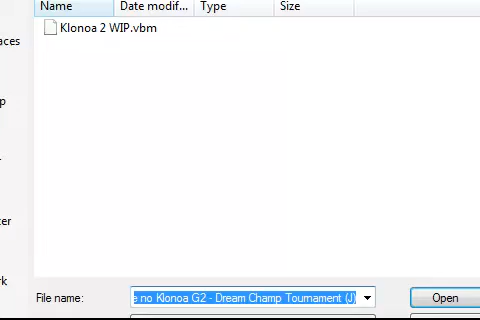 Name Date modif... Type Size
Klonoa 2 WIP.vbm
aces
p
ter
rk
File name: e no Klonoa G2 - Dream Champ Tournament (J) Open